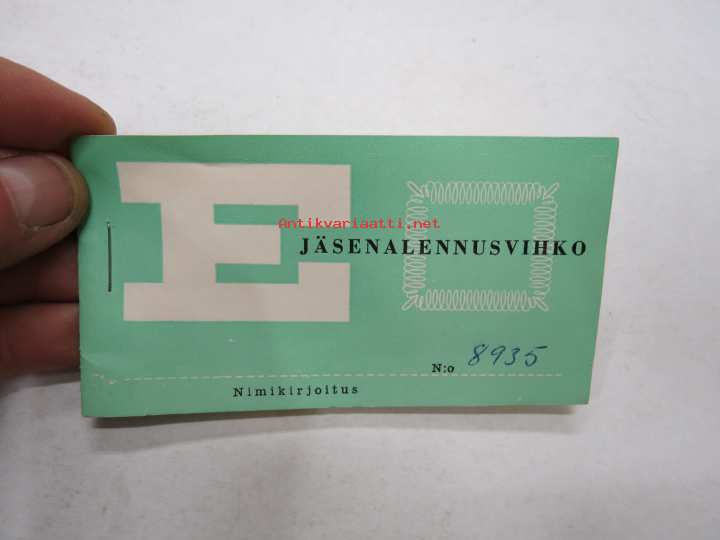 E
Antikvariaatti.net
JÄSENALENNUSVIHKO
N:o 8935
Nimikirjoitus